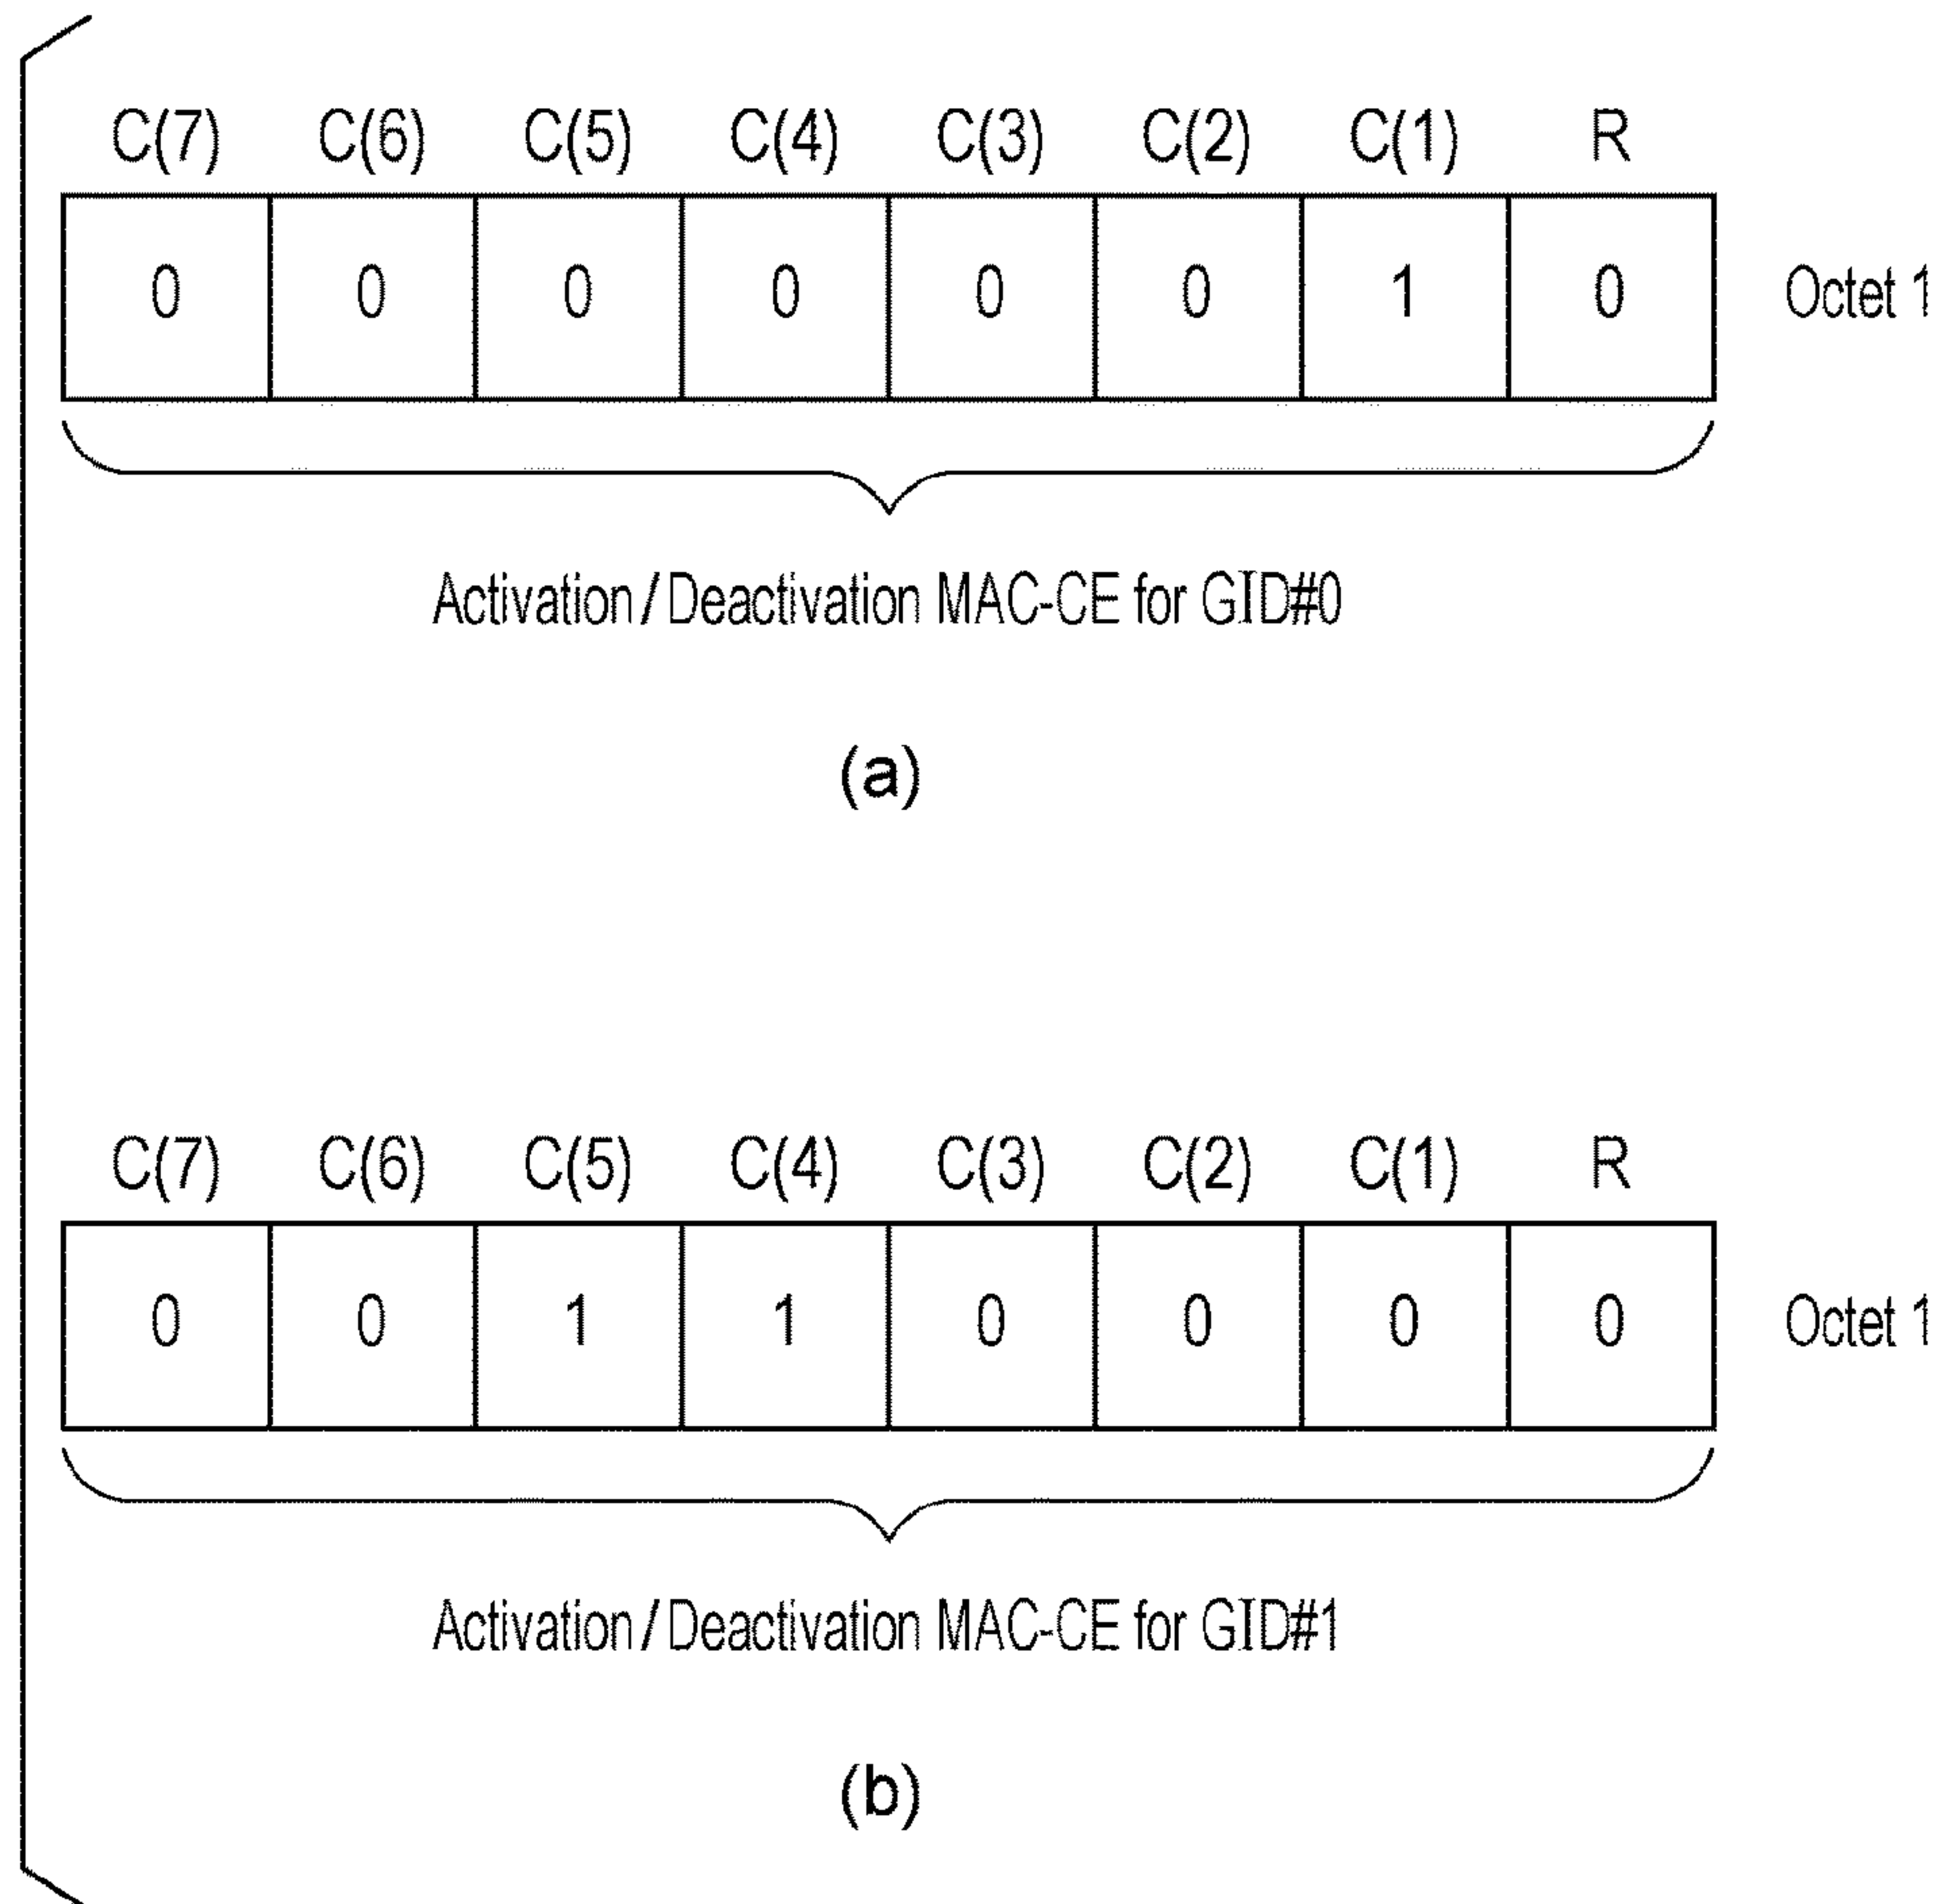 C(7) C(6) C(5) C(4) C(3) C(2) C(1) R
0 0 0 0 0 0 1 0 Octet 1
Activation / Deactivation MAC-CE for GID#0
(a)
C(7) C(6) C(5) C(4) C(3) C(2) C(1) R
0 0 1 1 0 0 0 0 Octet 1
Activation / Deactivation MAC-CE for GID#1
(b)